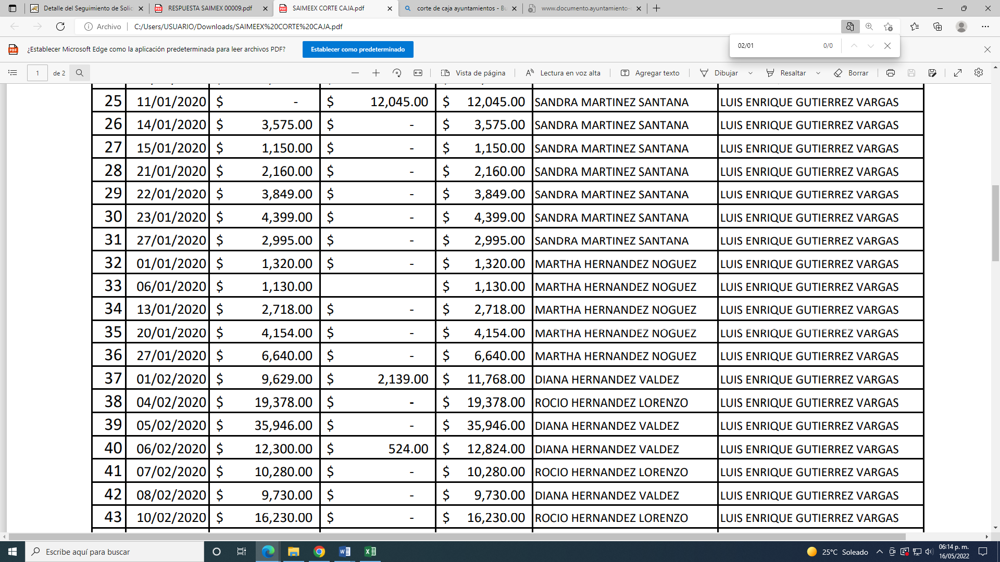 Detalle del Seguimiento de Solic
RESPUESTA SAIMEX 00009.pdf
SAIMEEX CORTE CAJA.pdf
corte de caja ayuntamientos - Bu
www.documento.ayuntamiento-
Archivo
C:/Users/USUARIO/Downloads/SAIMEEX%20CORTE%20CAJA.pdf
02/01 0/0
PDF ¿Establecer Microsoft Edge como la aplicación predeterminada para leer archivos PDF? Establecer como predeterminado
1 de 2 Vista de página Lectura en voz alta Agregar texto Dibujar Resaltar Borrar
25 11/01/2020 $ - $ 12,045.00 $ 12,045.00 SANDRA MARTINEZ SANTANA LUIS ENRIQUE GUTIERREZ VARGAS
26 14/01/2020 $ 3,575.00 $ - $ 3,575.00 SANDRA MARTINEZ SANTANA LUIS ENRIQUE GUTIERREZ VARGAS
27 15/01/2020 $ 1,150.00 $ - $ 1,150.00 SANDRA MARTINEZ SANTANA LUIS ENRIQUE GUTIERREZ VARGAS
28 21/01/2020 $ 2,160.00 $ - $ 2,160.00 SANDRA MARTINEZ SANTANA LUIS ENRIQUE GUTIERREZ VARGAS
29 22/01/2020 $ 3,849.00 $ - $ 3,849.00 SANDRA MARTINEZ SANTANA LUIS ENRIQUE GUTIERREZ VARGAS
30 23/01/2020 $ 4,399.00 $ - $ 4,399.00 SANDRA MARTINEZ SANTANA LUIS ENRIQUE GUTIERREZ VARGAS
31 27/01/2020 $ 2,995.00 $ - $ 2,995.00 SANDRA MARTINEZ SANTANA LUIS ENRIQUE GUTIERREZ VARGAS
32 01/01/2020 $ 1,320.00 $ - $ 1,320.00 MARTHA HERNANDEZ NOGUEZ LUIS ENRIQUE GUTIERREZ VARGAS
33 06/01/2020 $ 1,130.00 $ 1,130.00 MARTHA HERNANDEZ NOGUEZ LUIS ENRIQUE GUTIERREZ VARGAS
34 13/01/2020 $ 2,718.00 $ - $ 2,718.00 MARTHA HERNANDEZ NOGUEZ LUIS ENRIQUE GUTIERREZ VARGAS
35 20/01/2020 $ 4,154.00 $ - $ 4,154.00 MARTHA HERNANDEZ NOGUEZ LUIS ENRIQUE GUTIERREZ VARGAS
36 27/01/2020 $ 6,640.00 $ - $ 6,640.00 MARTHA HERNANDEZ NOGUEZ LUIS ENRIQUE GUTIERREZ VARGAS
37 01/02/2020 $ 9,629.00 $ 2,139.00 $ 11,768.00 DIANA HERNANDEZ VALDEZ LUIS ENRIQUE GUTIERREZ VARGAS
38 04/02/2020 $ 19,378.00 $ - $ 19,378.00 ROCIO HERNANDEZ LORENZO LUIS ENRIQUE GUTIERREZ VARGAS
39 05/02/2020 $ 35,946.00 $ - $ 35,946.00 DIANA HERNANDEZ VALDEZ LUIS ENRIQUE GUTIERREZ VARGAS
40 06/02/2020 $ 12,300.00 $ 524.00 $ 12,824.00 DIANA HERNANDEZ VALDEZ LUIS ENRIQUE GUTIERREZ VARGAS
41 07/02/2020 $ 10,280.00 $ - $ 10,280.00 ROCIO HERNANDEZ LORENZO LUIS ENRIQUE GUTIERREZ VARGAS
42 08/02/2020 $ 9,730.00 $ - $ 9,730.00 DIANA HERNANDEZ VALDEZ LUIS ENRIQUE GUTIERREZ VARGAS
43 10/02/2020 $ 16,230.00 $ - $ 16,230.00 ROCIO HERNANDEZ LORENZO LUIS ENRIQUE GUTIERREZ VARGAS
Escribe aquí para buscar
25°C Soleado
06:14 p. m.
16/05/2022